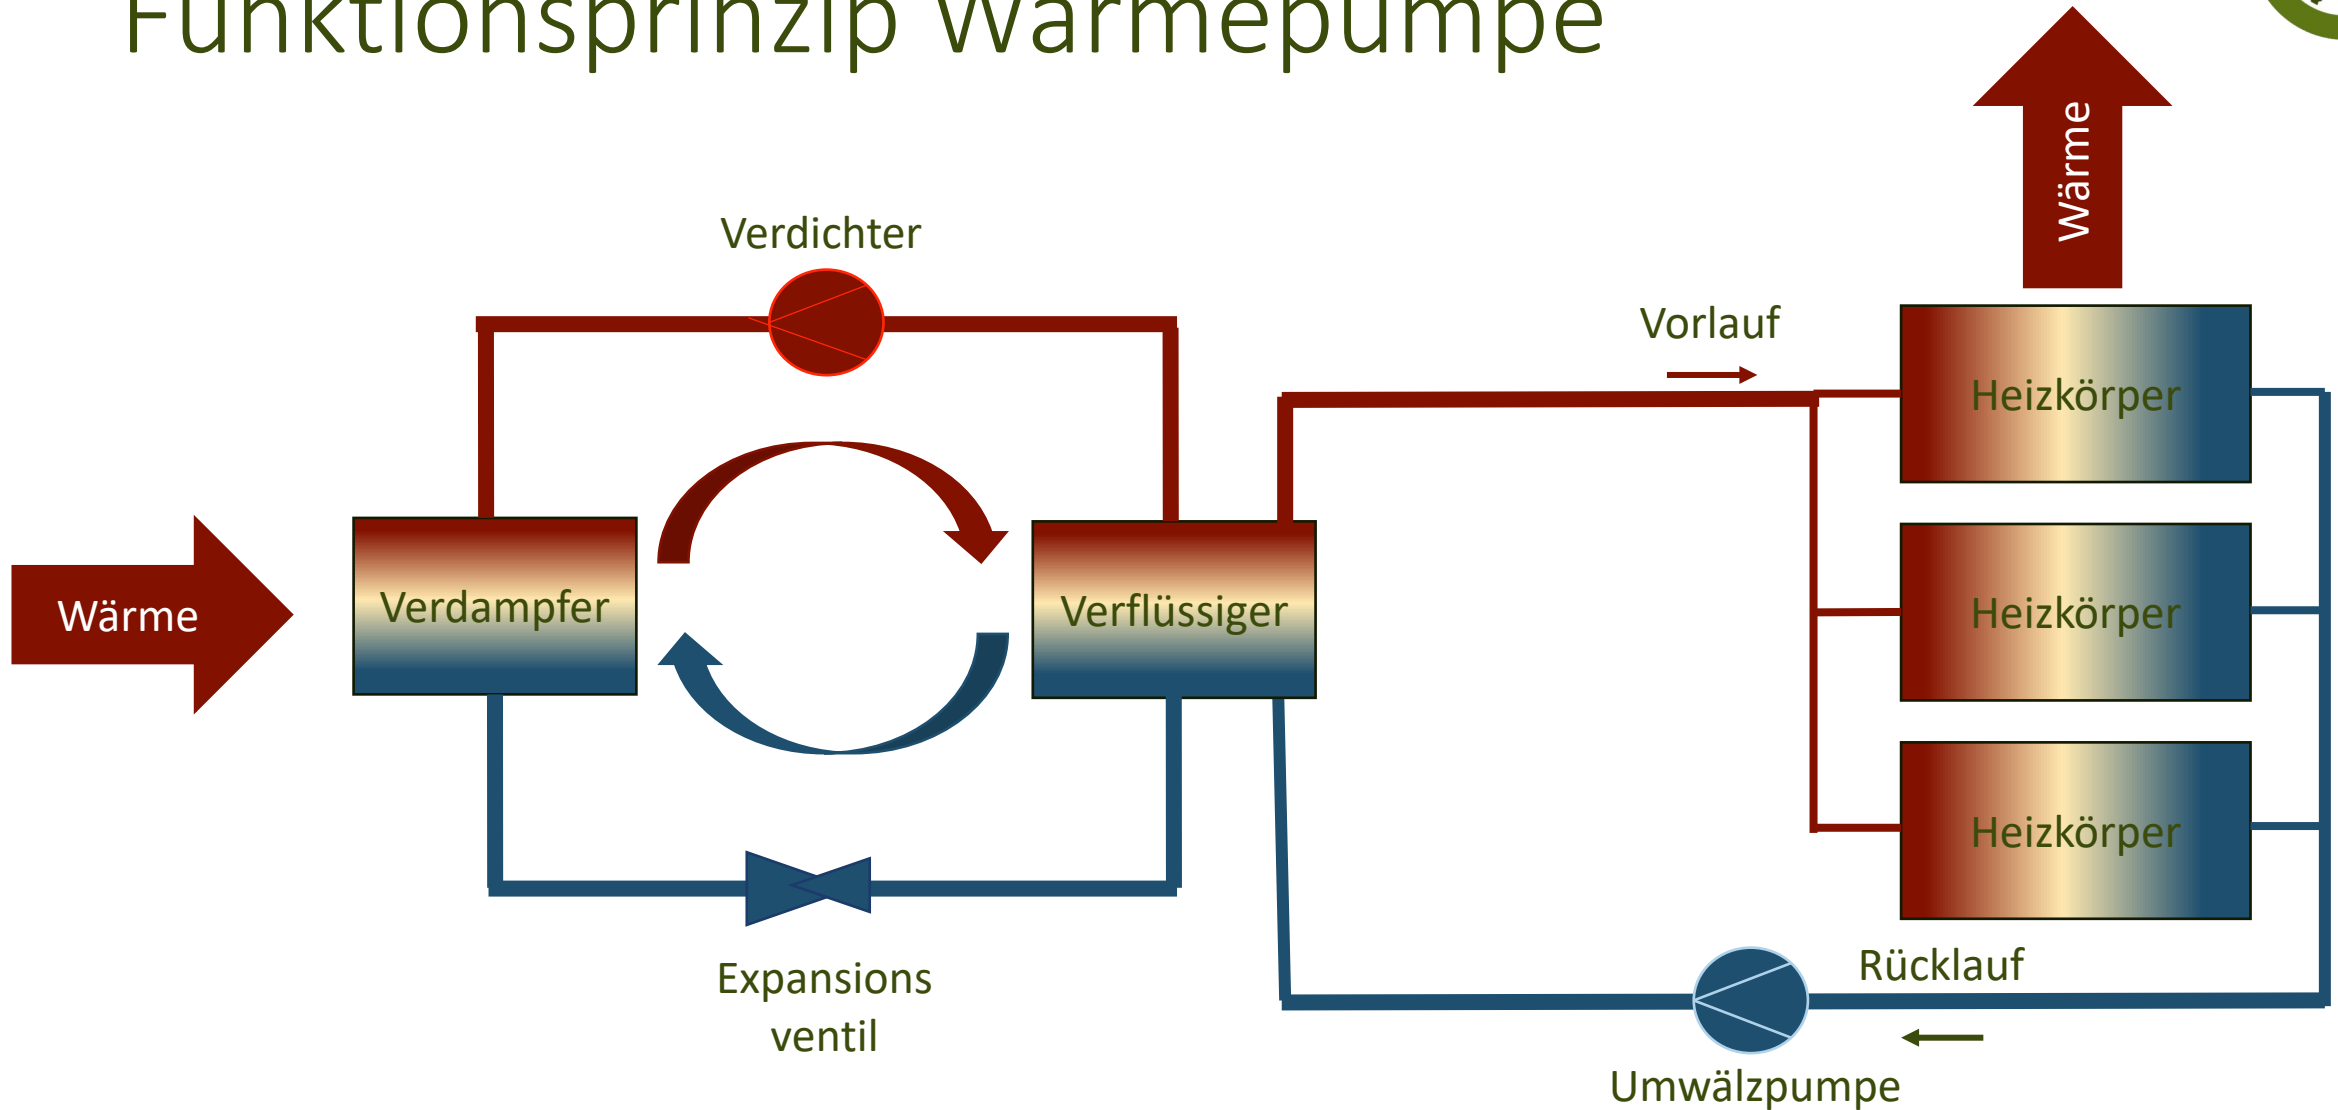 Funktionsprinzip Wärmepumpe
Wärme
Verdichter
Vorlauf
Heizkörper
Wärme
Verdampfer
Verflüssiger
Heizkörper
Heizkörper
Expansions
ventil
Rücklauf
Umwälzpumpe